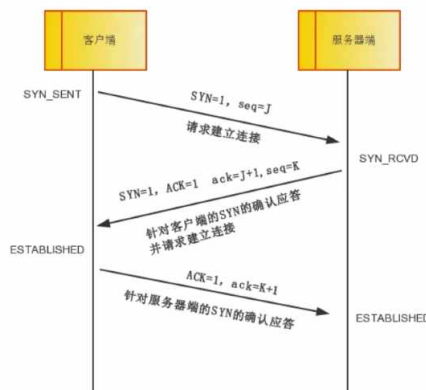 客户端
服务器端
SYN_SENT
SYN=1, seq=J
请求建立连接
SYN_RCVD
SYN=1, ACK=1 ack=J+1,seq=K
针对客户端的SYN的确认应答
并请求建立连接
ESTABLISHED
ACK=1, ack=K+1
针对服务器端的SYN的确认应答
ESTABLISHED